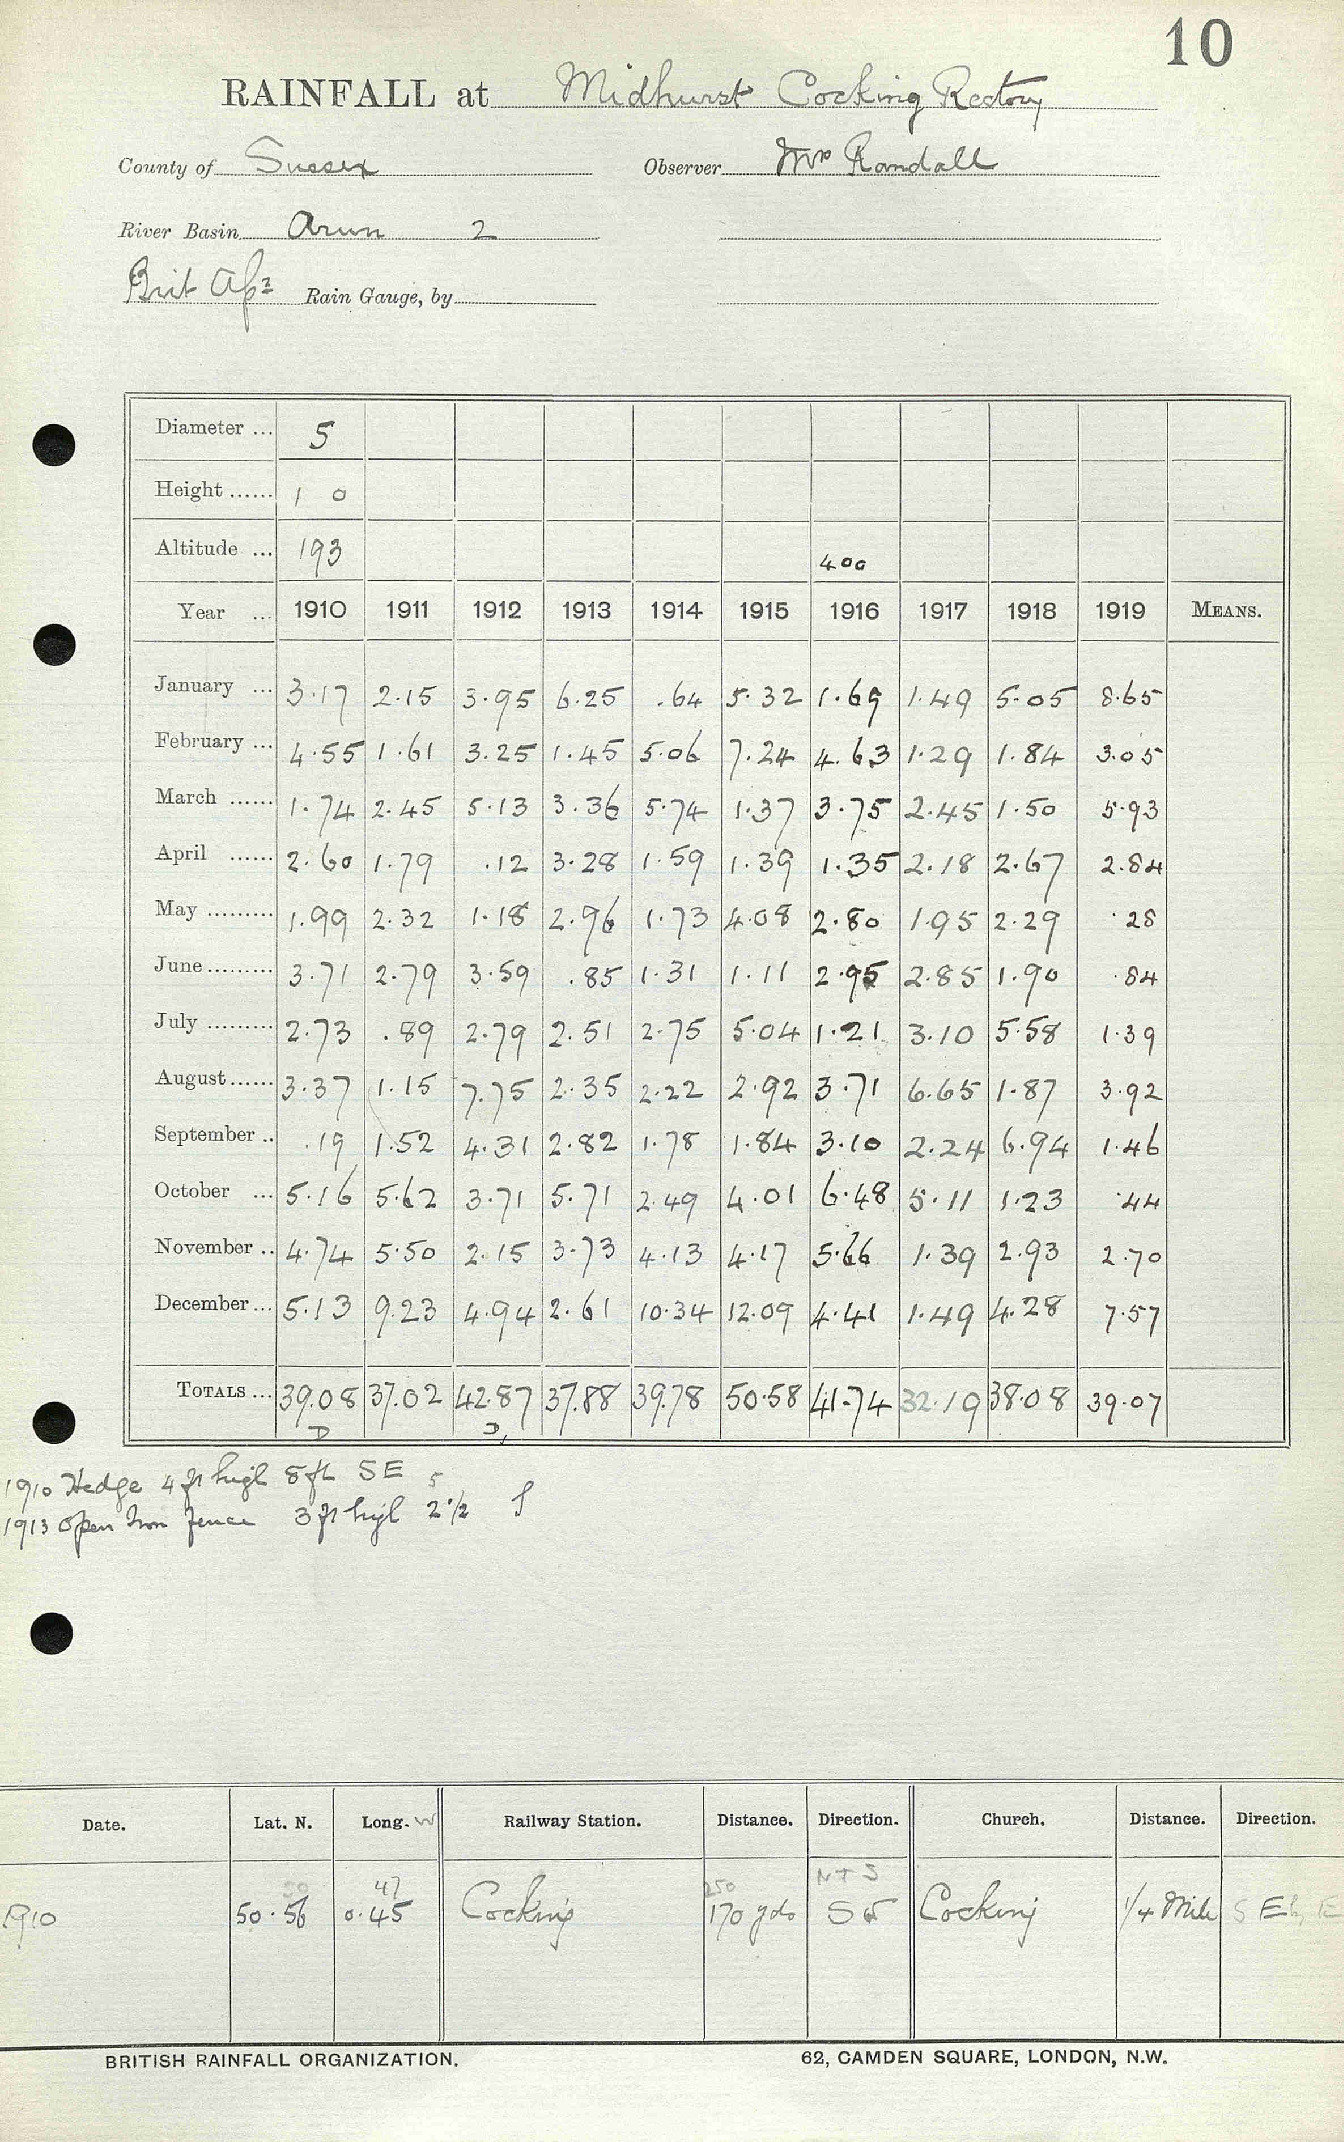 10
RAINFALL at Midhurst Cocking Rectory
County of Sussex Observer Mrs Randall
River Basin Arun 2
Brit Ap Rain Gauge, by
Diameter ... 5
Height ...... 1 0
Altitude ... 193 400
Year ... 1910 1911 1912 1913 1914 1915 1916 1917 1918 1919 MEANS.
January ... 3.17 2.15 3.95 6.25 .64 5.32 1.69 1.49 5.05 8.65
February ... 4.55 1.61 3.25 1.45 5.06 7.24 4.63 1.29 1.84 3.05
March ...... 1.74 2.45 5.13 3.36 5.74 1.37 3.75 2.45 1.50 5.93
April ...... 2.60 1.79 .12 3.28 1.59 1.39 1.35 2.18 2.67 2.84
May ......... 1.99 2.32 1.18 2.96 1.73 4.08 2.80 1.95 2.29 .28
June ......... 3.71 2.79 3.59 .85 1.31 1.11 2.95 2.85 1.90 .84
July ......... 2.73 .89 2.79 2.51 2.75 5.04 1.21 3.10 5.58 1.39
August ...... 3.37 1.15 7.75 2.35 2.22 2.92 3.71 6.65 1.87 3.92
September .. .19 1.52 4.31 2.82 1.78 1.84 3.10 2.24 6.94 1.46
October ... 5.16 5.62 3.71 5.71 2.49 4.01 6.48 5.11 1.23 .44
November .. 4.74 5.50 2.15 3.73 4.13 4.17 5.66 1.39 2.93 2.70
December ... 5.13 9.23 4.94 2.61 10.34 12.09 4.41 1.49 4.28 7.57
TOTALS ... 39.08 37.02 42.87 37.88 39.78 50.58 41.74 32.19 38.08 39.07
D D,
1910 Hedge 4 ft high 8 ft SE 5
1913 Open Iron fence 3 ft high 2 1/2 S
Date. Lat. N. Long. W Railway Station. Distance. Direction. Church. Distance. Direction.
50 47 250 N + S
1910 50.56 0.45 Cocking 170 yds SW Cocking 1/4 Mile S E
BRITISH RAINFALL ORGANIZATION. 62, CAMDEN SQUARE, LONDON, N.W.